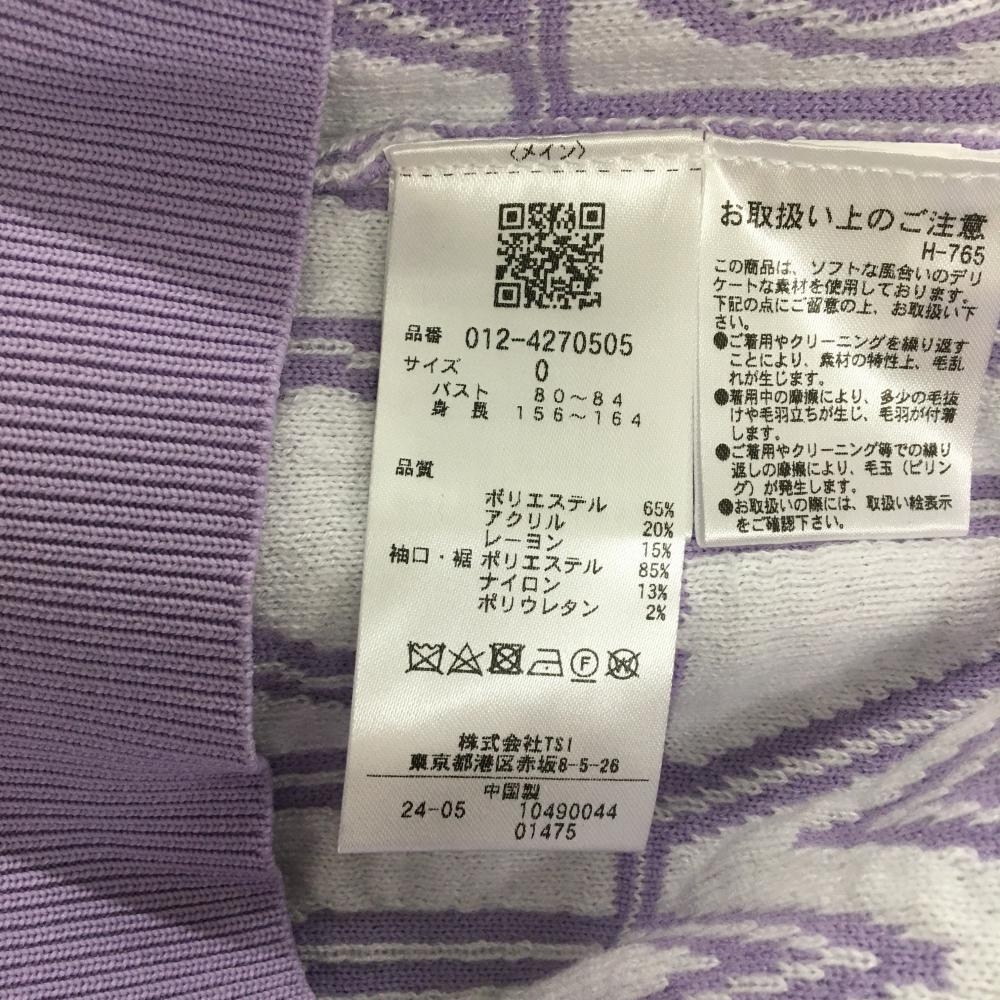 〈メイン〉
品番 012-4270505
サイズ 0
バスト 80～84
身長 156～164
品質
ポリエステル 65%
アクリル 20%
レーヨン 15%
袖口・裾 ポリエステル 85%
ナイロン 13%
ポリウレタン 2%
F
W
株式会社TSI
東京都港区赤坂8-5-26
中国製
24-05 10490044
01475
お取扱い上のご注意
H-765
この商品は、ソフトな風合いのデリ
ケートな素材を使用しております。
下記の点にご留意の上、お取扱い下
さい。
●ご着用やクリーニングを繰り返す
ことにより、素材の特性上、毛乱
れが生じます。
●着用中の摩擦により、多少の毛抜
けや毛羽立ちが生じ、毛羽が付着
します。
●ご着用やクリーニング等での繰り
返しの摩擦により、毛玉（ピリン
グ）が発生します。
●お取扱いの際には、取扱い絵表示
をご確認下さい。